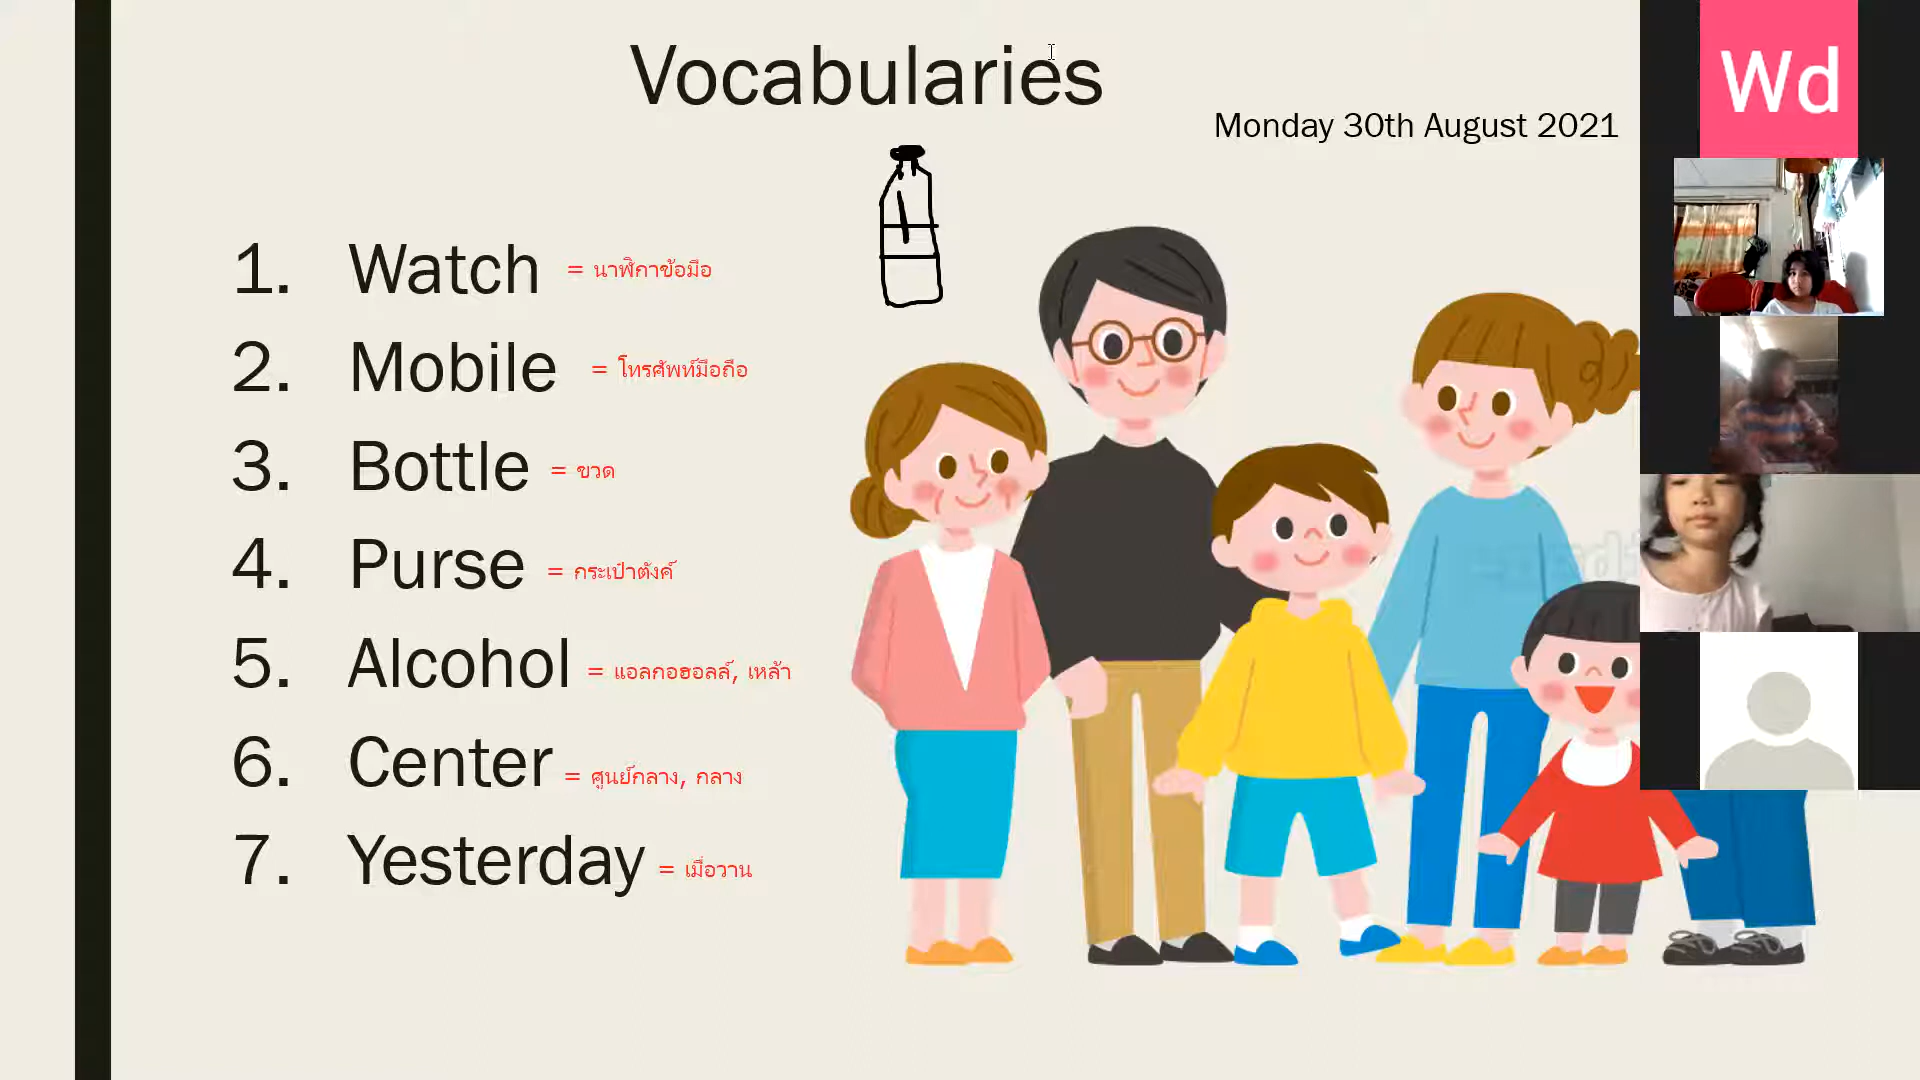 Vocabularies
Monday 30th August 2021
1. Watch = นาฬิกาข้อมือ
2. Mobile = โทรศัพท์มือถือ
3. Bottle = ขวด
4. Purse = กระเป๋าตังค์
5. Alcohol = แอลกอฮอลล์, เหล้า
6. Center = ศูนย์กลาง, กลาง
7. Yesterday = เมื่อวาน
Wd